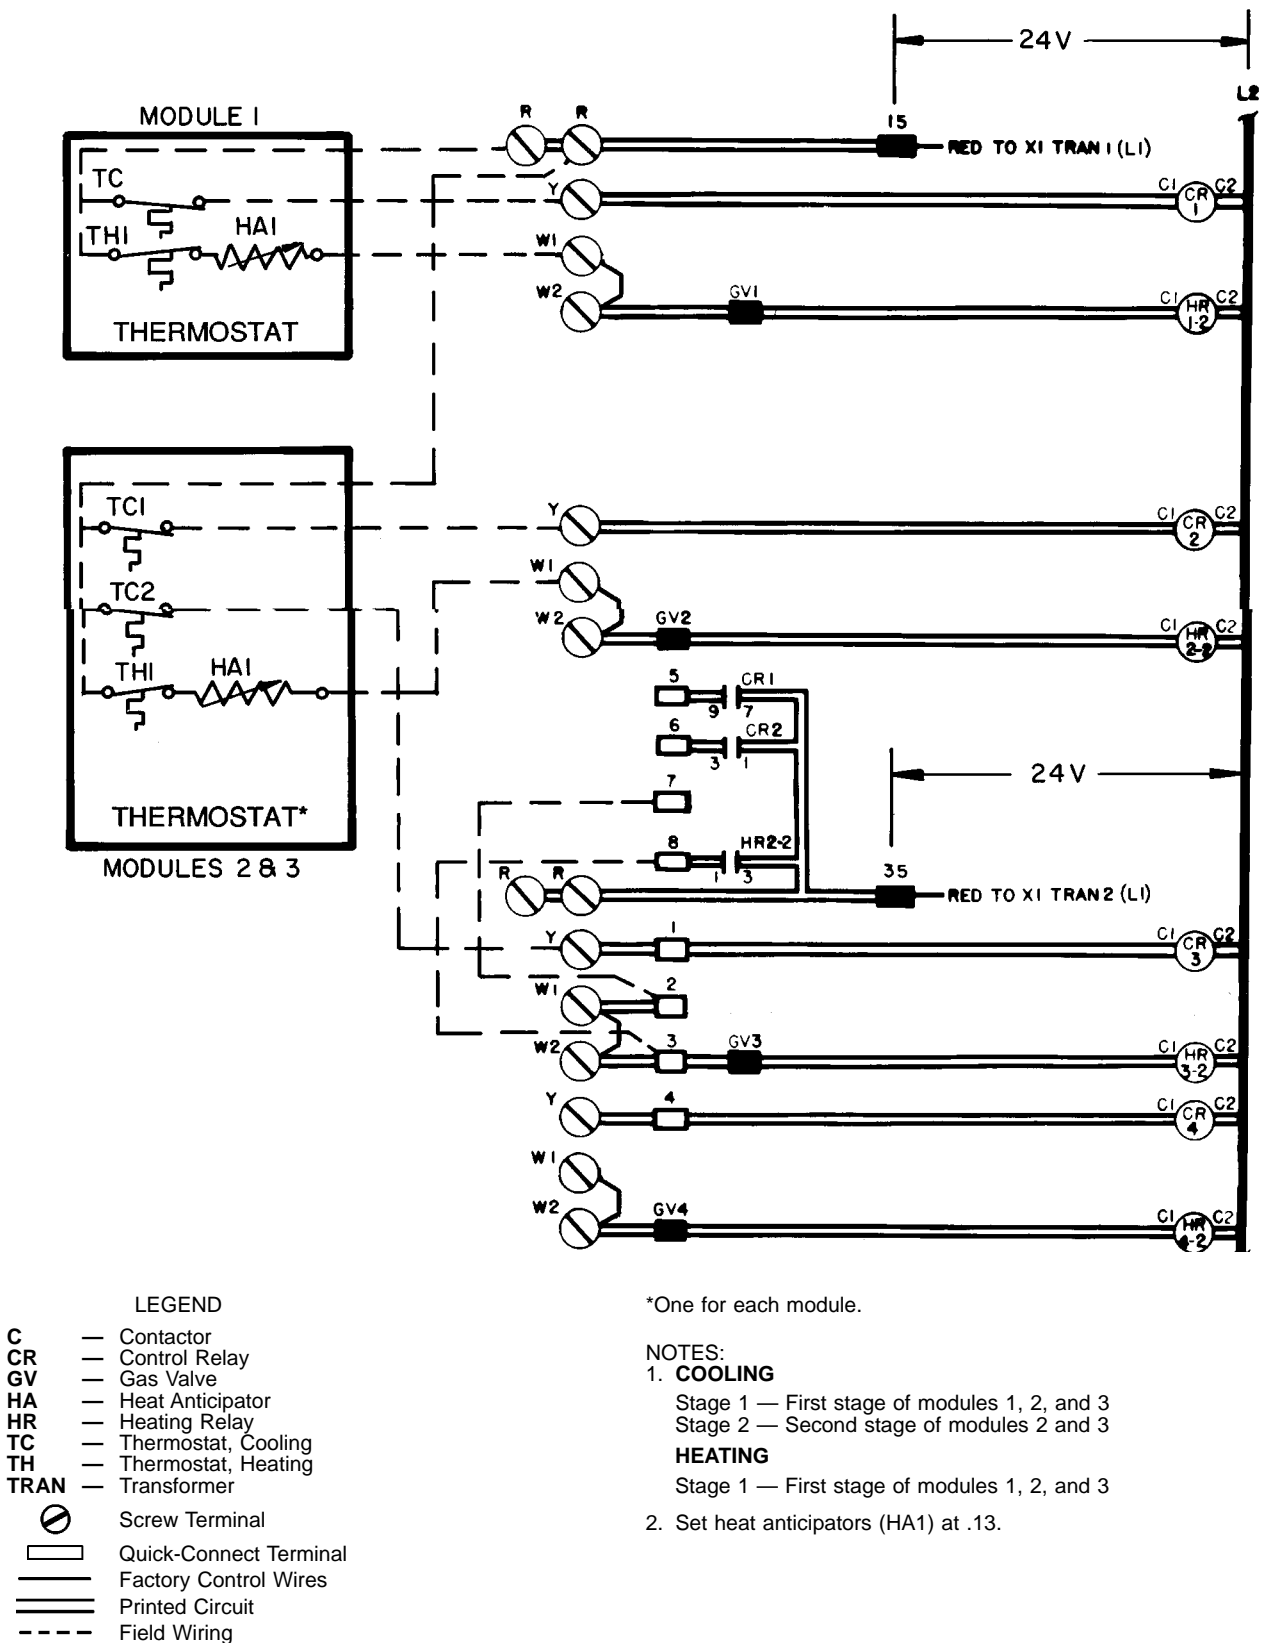 24V
L2
MODULE 1
R R
15
RED TO X1 TRAN 1 (L1)
TC
Y
C1 CR 1 C2
TH1 HA1
W1
W2
GV1
C1 HR 1-2 C2
THERMOSTAT
TC1
Y
C1 CR 2 C2
W1
TC2
W2
GV2
C1 HR 2-2 C2
TH1 HA1
5 CR1
9 7
6 CR2
3 1
24V
7
THERMOSTAT*
MODULES 2 & 3
8 HR2-2
1 3
R R
35
RED TO X1 TRAN 2 (L1)
Y
1
C1 CR 3 C2
W1
2
W2
3
GV3
C1 HR 3-2 C2
Y
4
C1 CR 4 C2
W1
W2
GV4
C1 HR 4-2 C2
LEGEND
C — Contactor
CR — Control Relay
GV — Gas Valve
HA — Heat Anticipator
HR — Heating Relay
TC — Thermostat, Cooling
TH — Thermostat, Heating
TRAN — Transformer
Screw Terminal
Quick-Connect Terminal
Factory Control Wires
Printed Circuit
Field Wiring
*One for each module.
NOTES:
1. COOLING
Stage 1 — First stage of modules 1, 2, and 3
Stage 2 — Second stage of modules 2 and 3
HEATING
Stage 1 — First stage of modules 1, 2, and 3
2. Set heat anticipators (HA1) at .13.